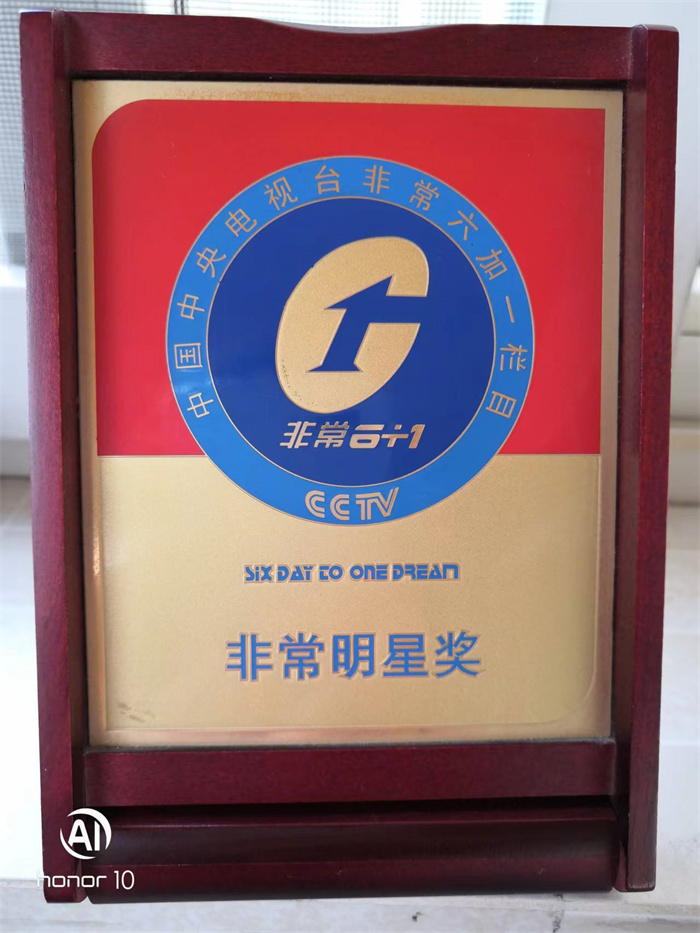 中国中央电视台非常六加一栏目
非常6+1
CCTV
SIX DAY TO ONE DREAM
非常明星奖
AI
honor 10